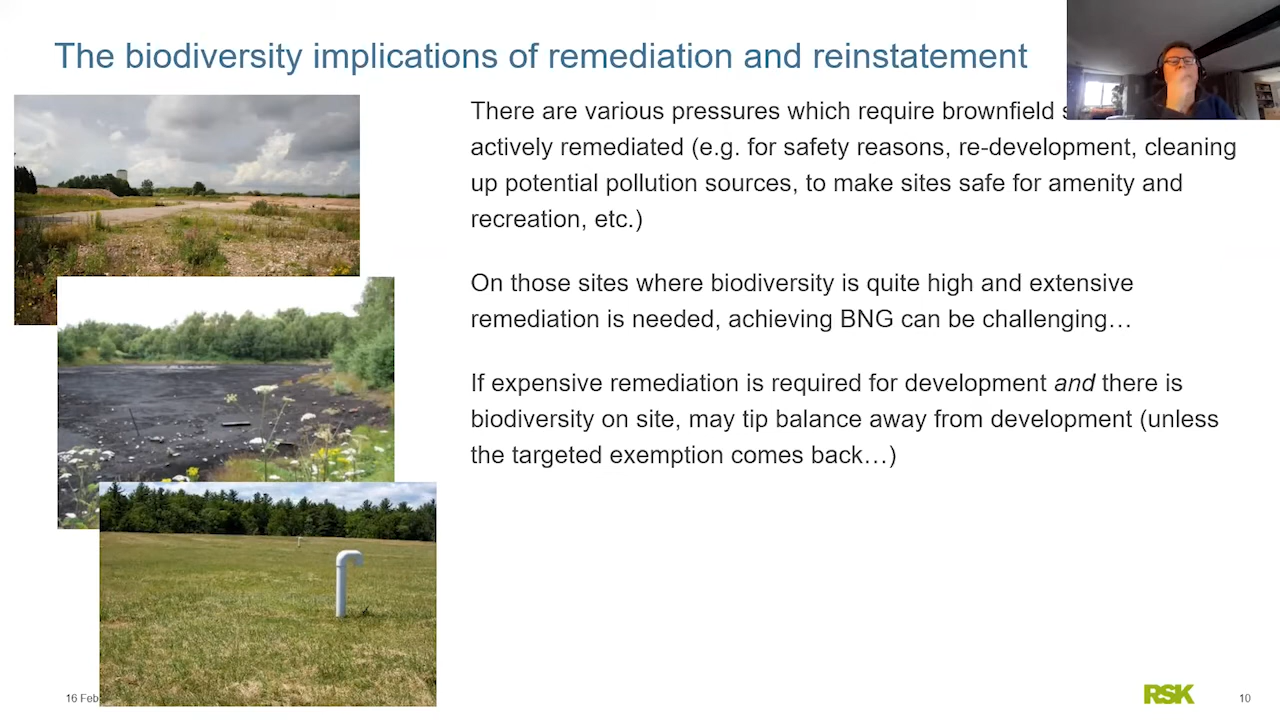 The biodiversity implications of remediation and reinstatement
There are various pressures which require brownfield
actively remediated (e.g. for safety reasons, re-development, cleaning
up potential pollution sources, to make sites safe for amenity and
recreation, etc.)
On those sites where biodiversity is quite high and extensive
remediation is needed, achieving BNG can be challenging…
If expensive remediation is required for development and there is
biodiversity on site, may tip balance away from development (unless
the targeted exemption comes back…)
16 Feb
RSK
10